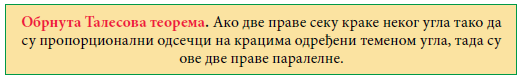 Обрнута Талесова теорема. Ако две праве секу краке неког угла тако да
су пропорционални одсечци на крацима одређени теменом угла, тада су
ове две праве паралелне.